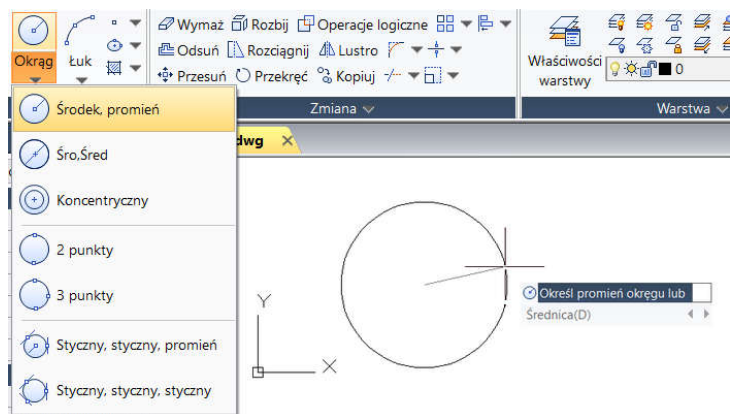 Wymaż Rozbij Operacje logiczne
Okrąg Łuk Odsuń Rozciągnij Lustro
Przesuń Przekręć Kopiuj
Właściwości
warstwy
0
Zmiana
Warstwa
Środek, promień
dwg
Śro,Śred
Koncentryczny
2 punkty
3 punkty
Styczny, styczny, promień
Styczny, styczny, styczny
Y
X
Określ promień okręgu lub
Średnica(D)